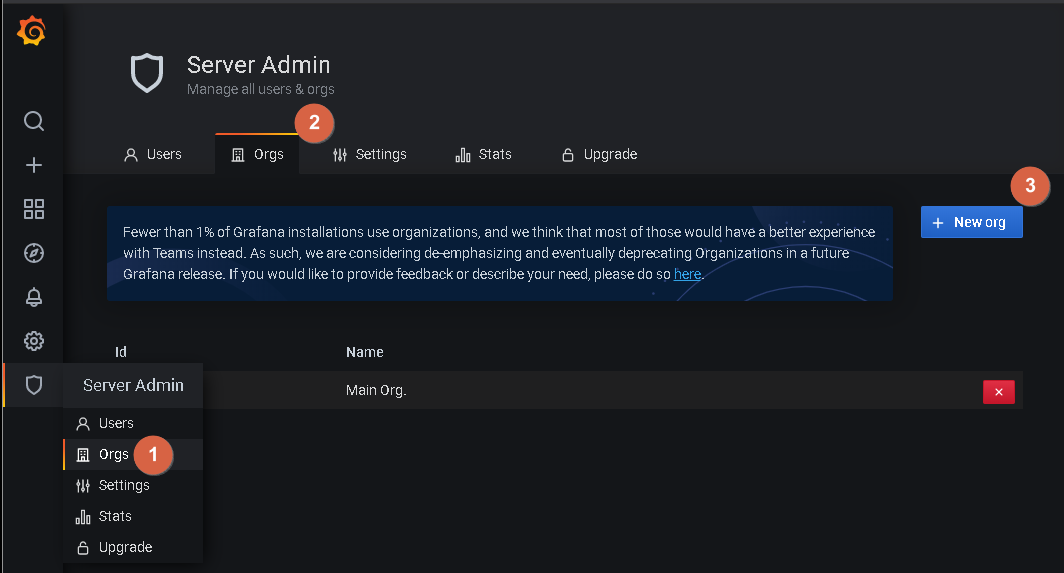 Server Admin
Manage all users & orgs
2
Users
Orgs
Settings
Stats
Upgrade
3
Fewer than 1% of Grafana installations use organizations, and we think that most of those would have a better experience
with Teams instead. As such, we are considering de-emphasizing and eventually deprecating Organizations in a future
Grafana release. If you would like to provide feedback or describe your need, please do so here.
+ New org
Id
Name
Main Org.
×
Server Admin
Users
Orgs
1
Settings
Stats
Upgrade